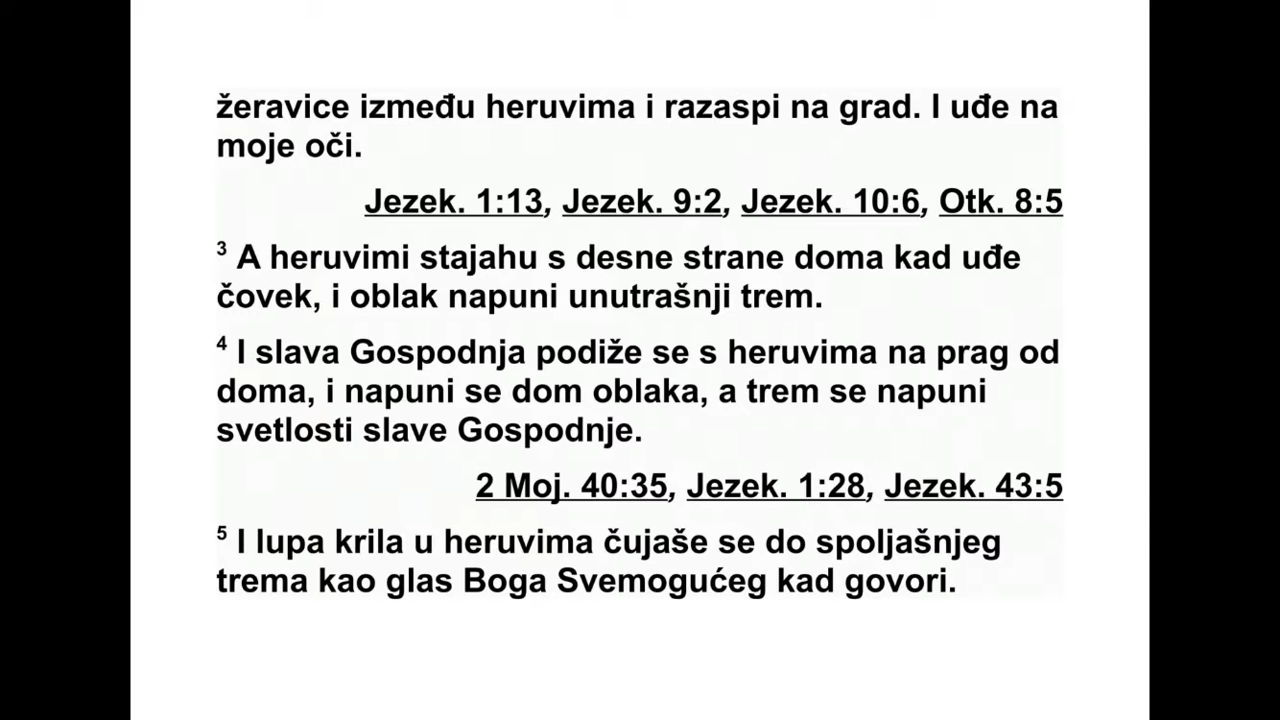 žeravice između heruvima i razaspi na grad. I uđe na
moje oči.
Jezek. 1:13, Jezek. 9:2, Jezek. 10:6, Otk. 8:5
3 A heruvimi stajahu s desne strane doma kad uđe
čovek, i oblak napuni unutrašnji trem.
4 I slava Gospodnja podiže se s heruvima na prag od
doma, i napuni se dom oblaka, a trem se napuni
svetlosti slave Gospodnje.
2 Moj. 40:35, Jezek. 1:28, Jezek. 43:5
5 I lupa krila u heruvima čujaše se do spoljašnjeg
trema kao glas Boga Svemogućeg kad govori.